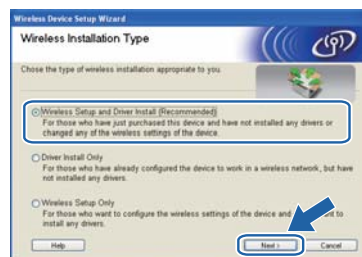 Wireless Device Setup Wizard
Wireless Installation Type
Chose the type of wireless installation appropriate to you.
Wireless Setup and Driver Install (Recommended)
For those who have just purchased this device and have not installed any drivers or
changed any of the wireless settings of the device.
Driver Install Only
For those who have already configured the device to work in a wireless network, but have
not installed any drivers.
Wireless Setup Only
For those who want to configure the wireless settings of the device and nt to
install any drivers.
Help
Next >
Cancel